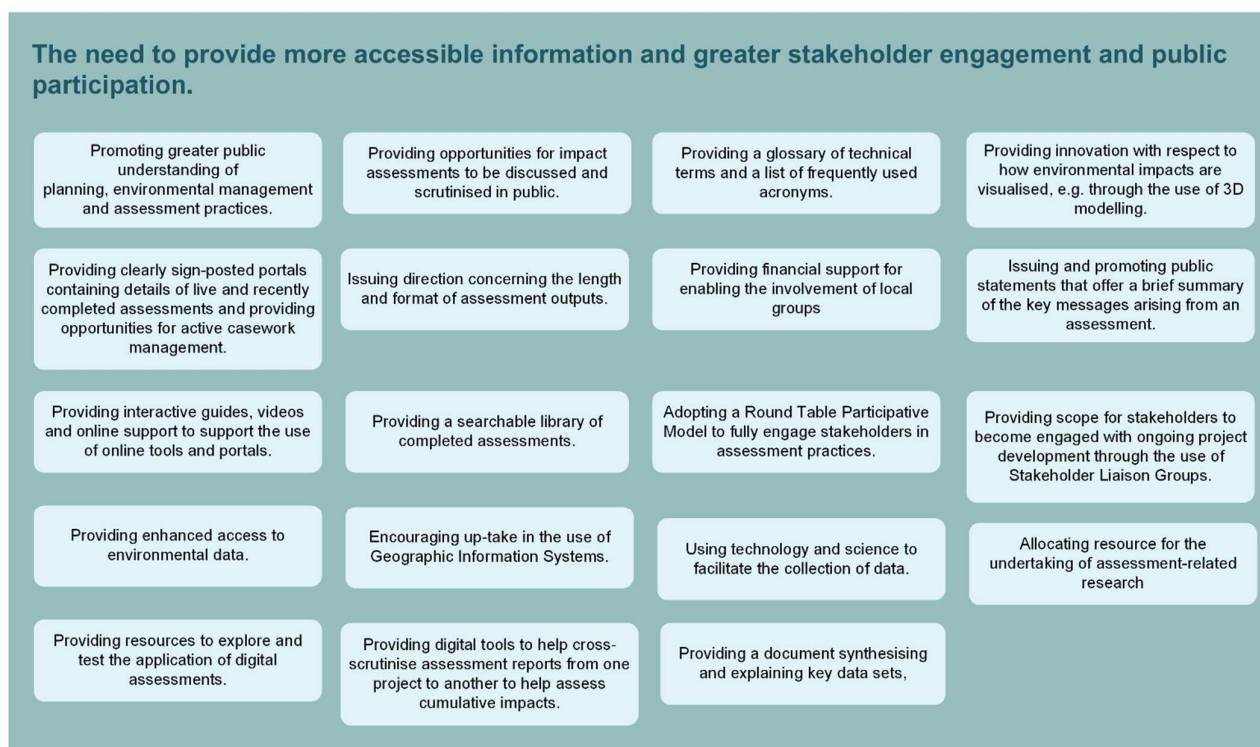 The need to provide more accessible information and greater stakeholder engagement and public
participation.
Promoting greater public
understanding of
planning, environmental management
and assessment practices.
Providing opportunities for impact
assessments to be discussed and
scrutinised in public.
Providing a glossary of technical
terms and a list of frequently used
acronyms.
Providing innovation with respect to
how environmental impacts are
visualised, e.g. through the use of 3D
modelling.
Providing clearly sign-posted portals
containing details of live and recently
completed assessments and providing
opportunities for active casework
management.
Issuing direction concerning the length
and format of assessment outputs.
Providing financial support for
enabling the involvement of local
groups
Issuing and promoting public
statements that offer a brief summary
of the key messages arising from an
assessment.
Providing interactive guides, videos
and online support to support the use
of online tools and portals.
Providing a searchable library of
completed assessments.
Adopting a Round Table Participative
Model to fully engage stakeholders in
assessment practices.
Providing scope for stakeholders to
become engaged with ongoing project
development through the use of
Stakeholder Liaison Groups.
Providing enhanced access to
environmental data.
Encouraging up-take in the use of
Geographic Information Systems.
Using technology and science to
facilitate the collection of data.
Allocating resource for the
undertaking of assessment-related
research
Providing resources to explore and
test the application of digital
assessments.
Providing digital tools to help cross-
scrutinise assessment reports from one
project to another to help assess
cumulative impacts.
Providing a document synthesising
and explaining key data sets,